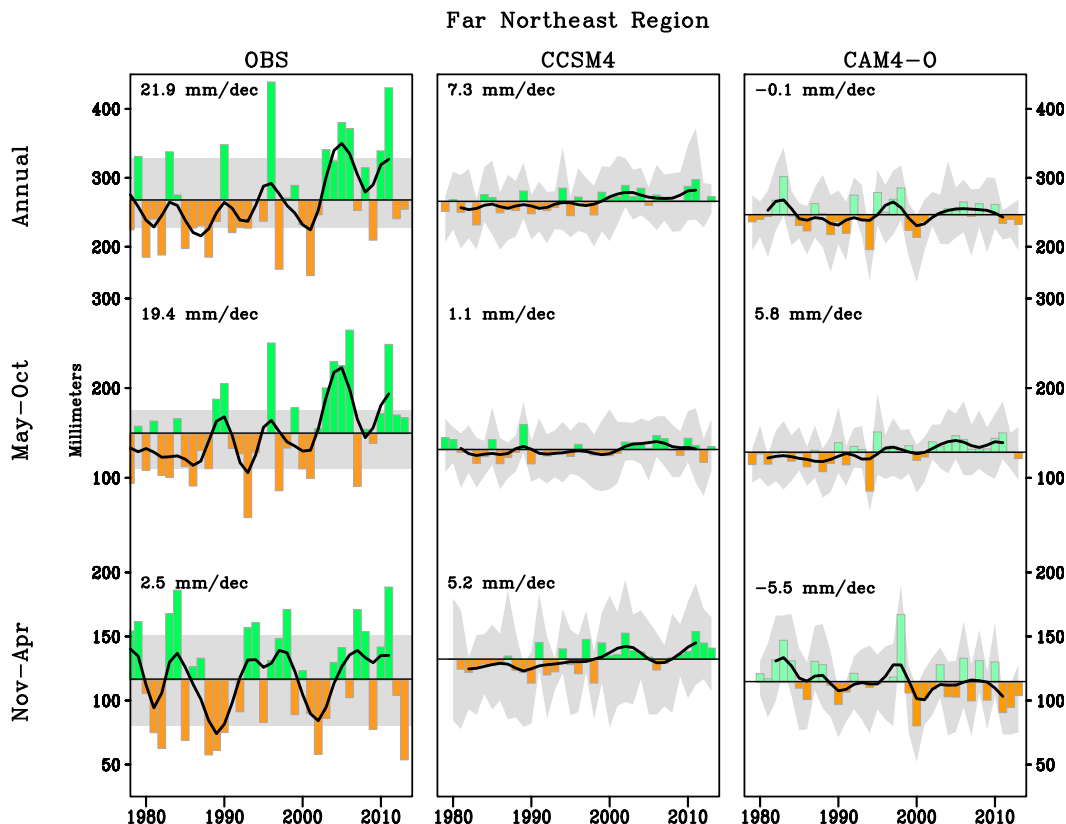 Far Northeast Region
OBS CCSM4 CAM4-O
Annual
21.9 mm/dec 7.3 mm/dec -0.1 mm/dec
400 400
300 300
200 200
May-Oct
Millimeters
300 300
19.4 mm/dec 1.1 mm/dec 5.8 mm/dec
200 200
100 100
Nov-Apr
200 200
2.5 mm/dec 5.2 mm/dec -5.5 mm/dec
150 150
100 100
50 50
1980 1990 2000 2010 1980 1990 2000 2010 1980 1990 2000 2010